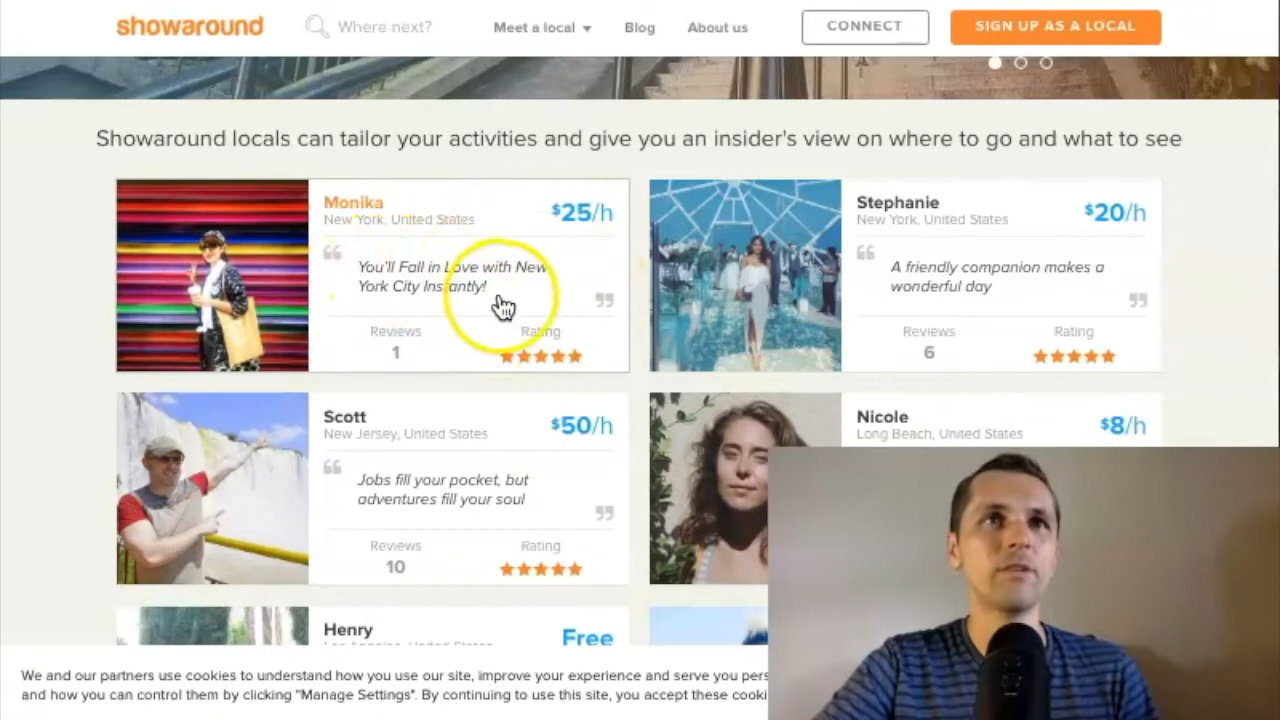 showaround
Where next?
Meet a local
Blog
About us
CONNECT
SIGN UP AS A LOCAL
Showaround locals can tailor your activities and give you an insider's view on where to go and what to see
Monika
New York, United States
$25/h
You'll Fall in Love with New
York City Instantly!
Reviews
Rating
1
Stephanie
New York, United States
$20/h
A friendly companion makes a
wonderful day
Reviews
Rating
6
Scott
New Jersey, United States
$50/h
Jobs fill your pocket, but
adventures fill your soul
Reviews
Rating
10
Nicole
Long Beach, United States
$8/h
Henry
Los Angeles, United States
Free
We and our partners use cookies to understand how you use our site, improve your experience and serve you pers
and how you can control them by clicking "Manage Settings". By continuing to use this site, you accept these cooki